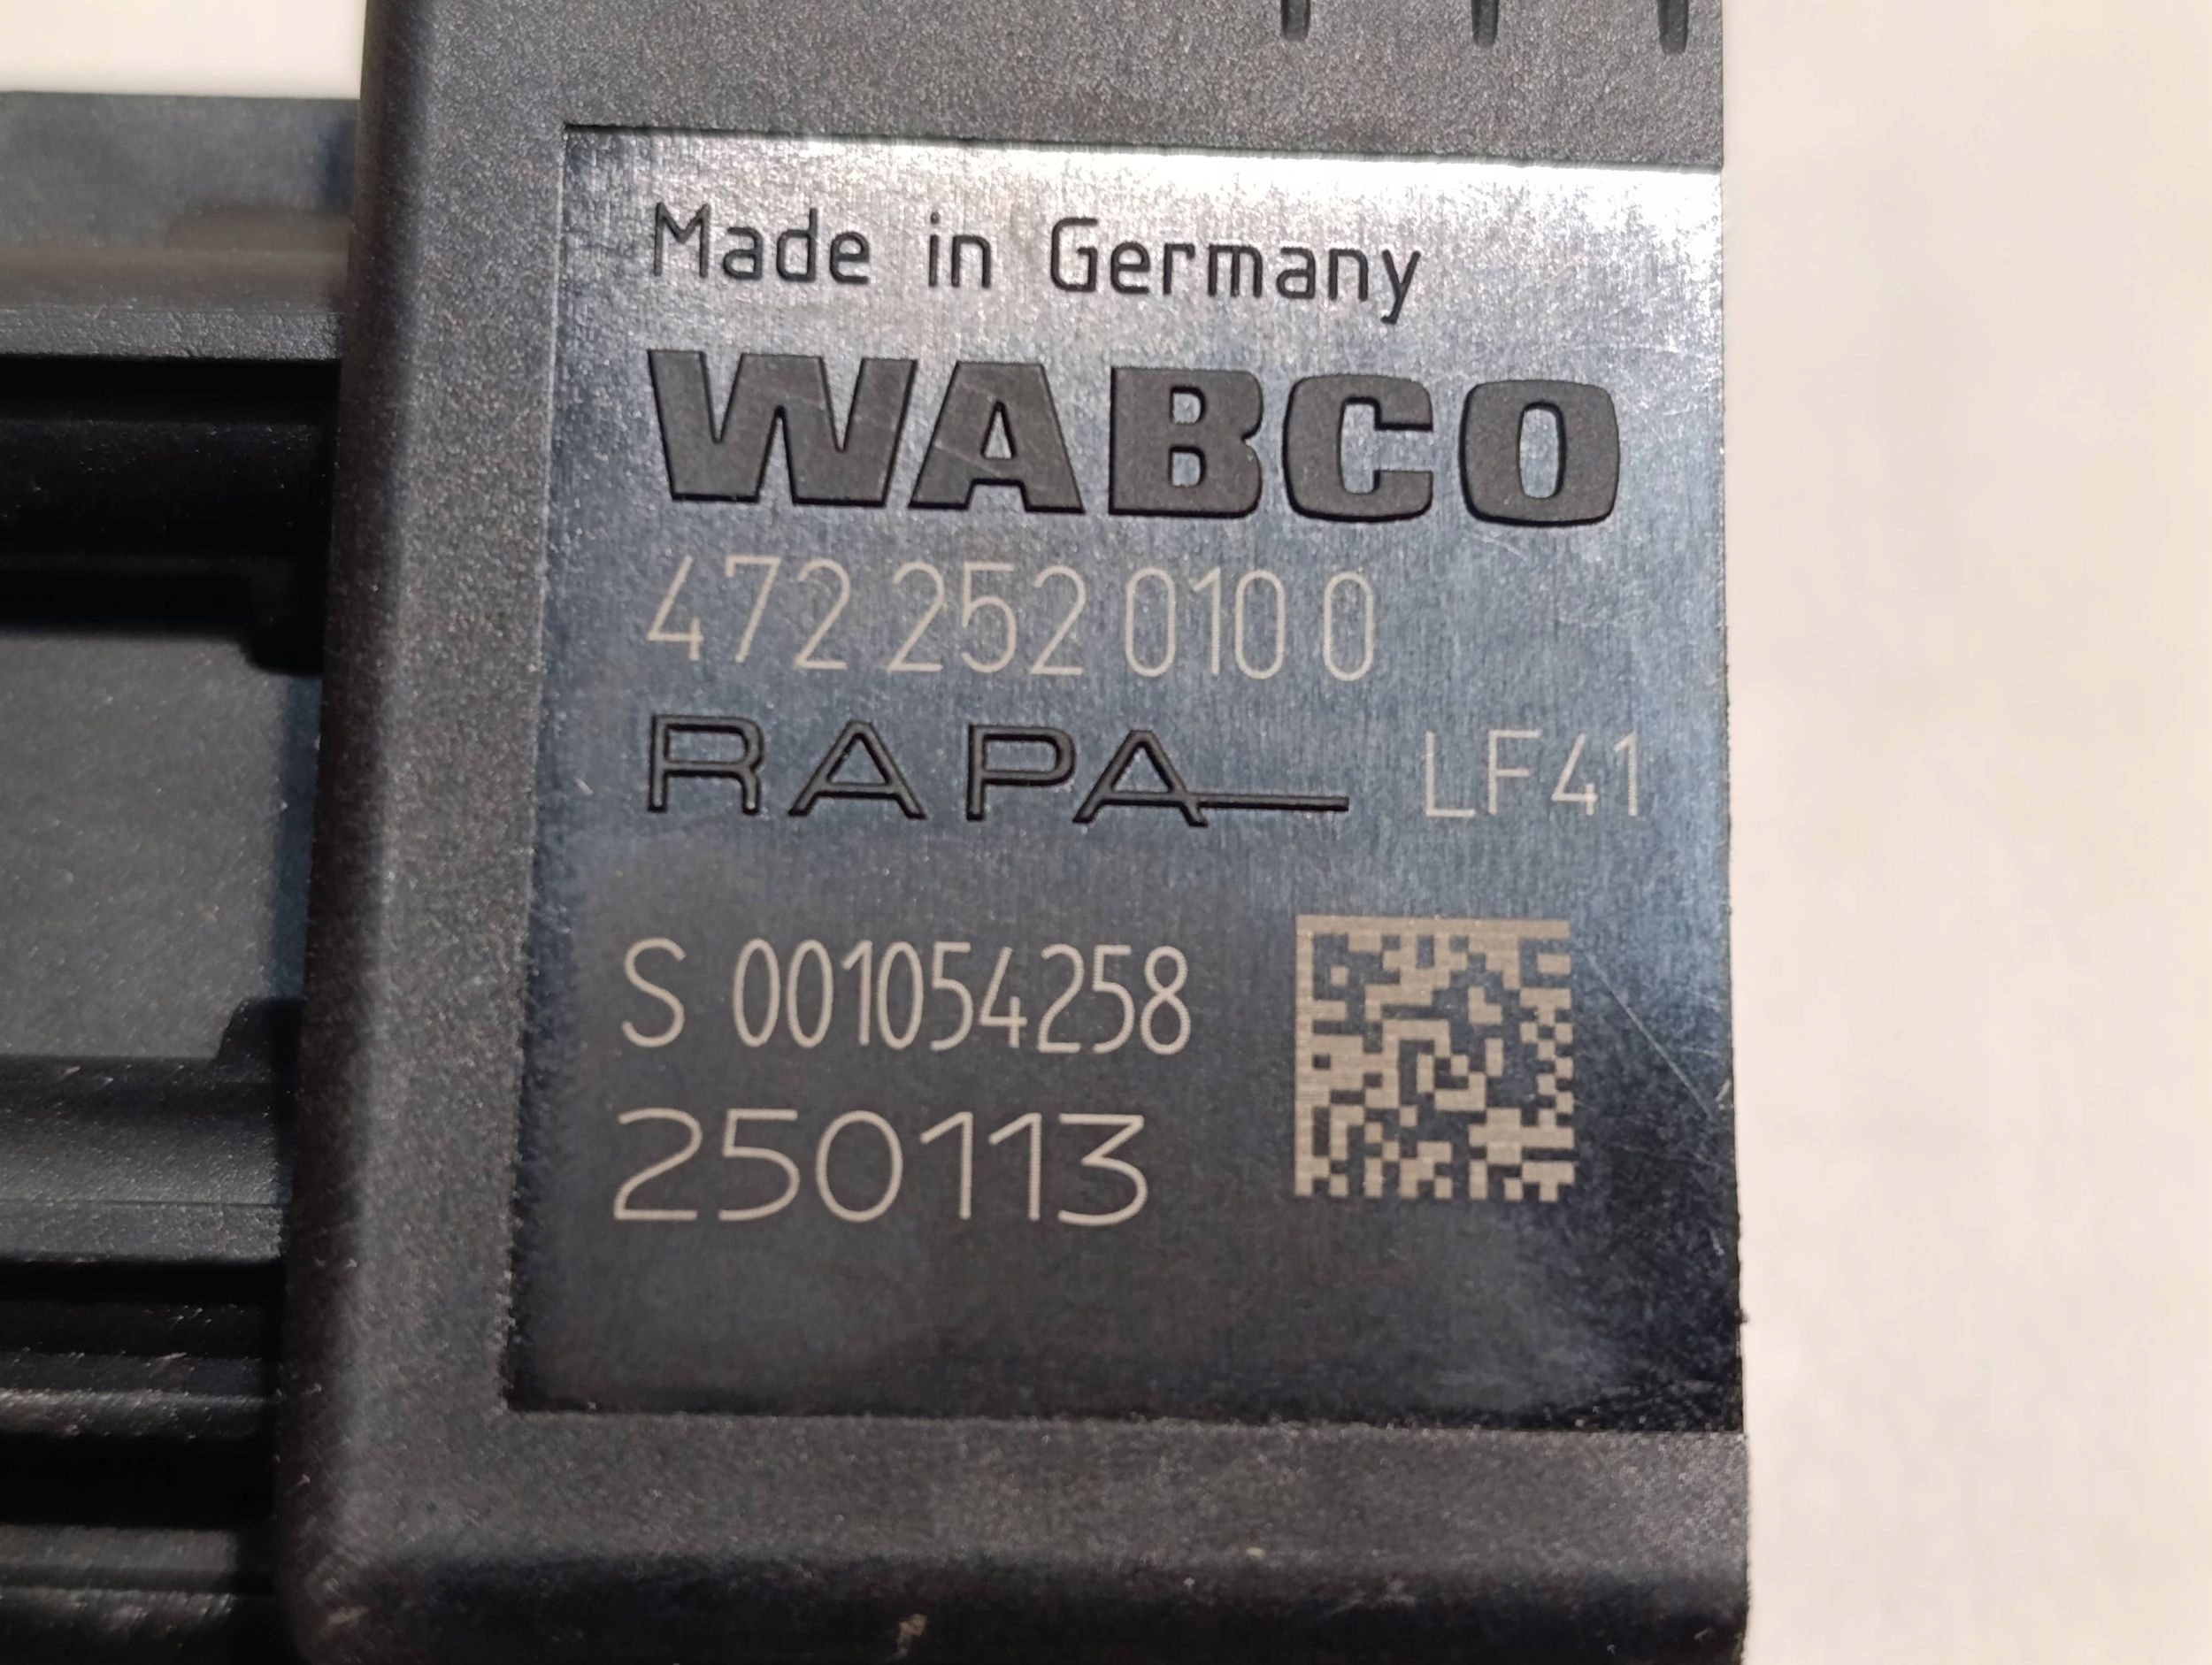 Made in Germany
WABCO
472 252 010 0
RAPA LF41
S 001054258
250113